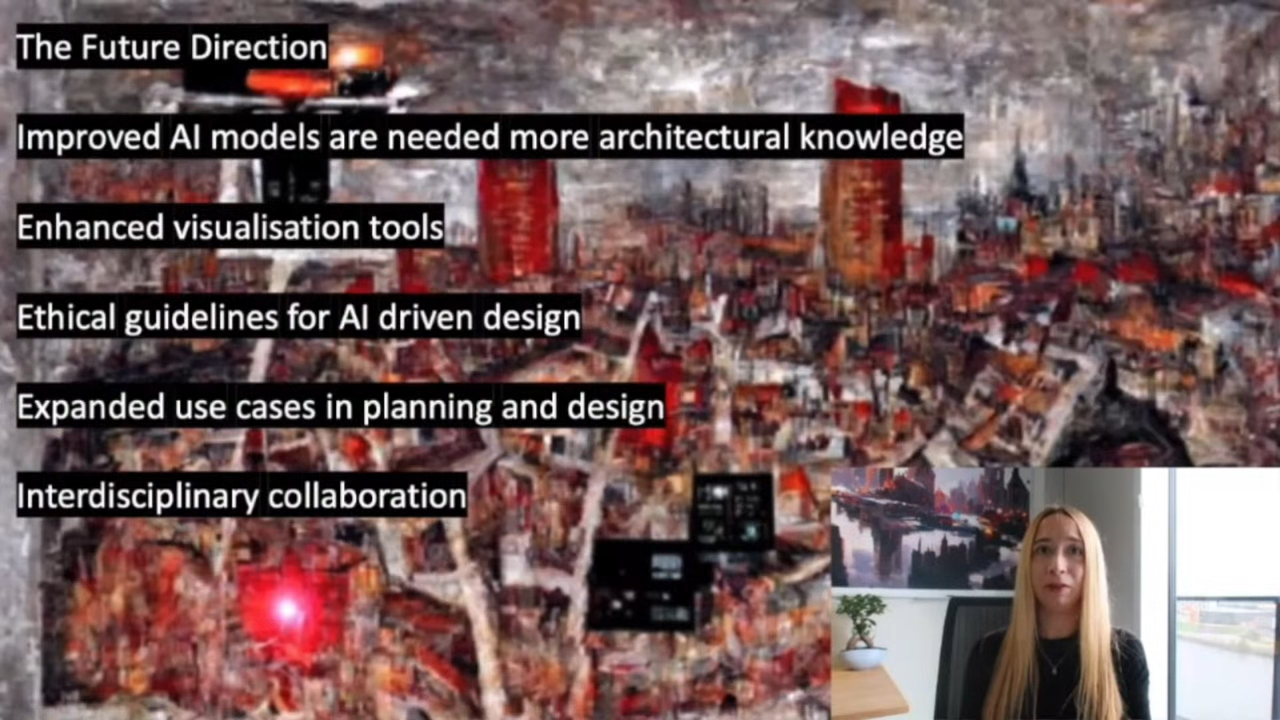 The Future Direction
Improved AI models are needed more architectural knowledge
Enhanced visualisation tools
Ethical guidelines for AI driven design
Expanded use cases in planning and design
Interdisciplinary collaboration